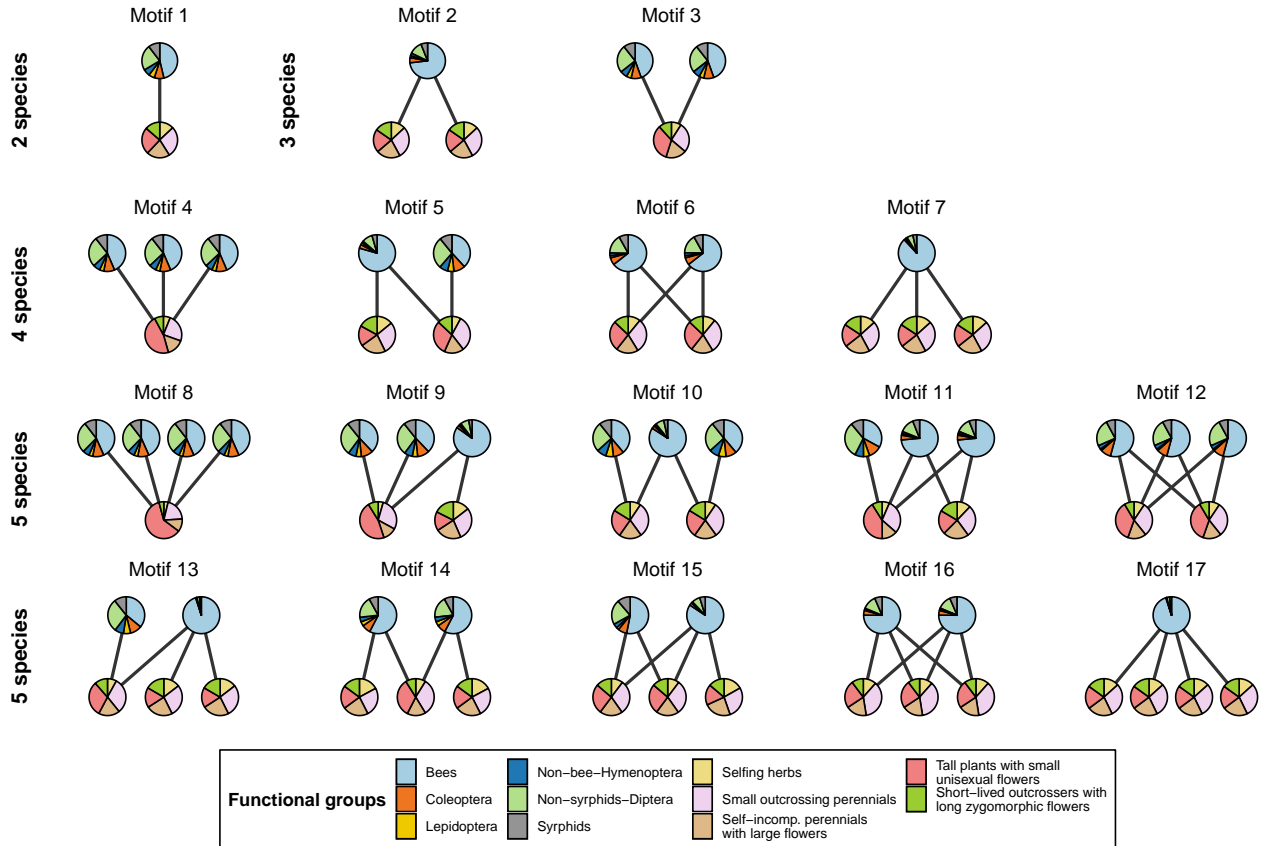 Motif 1
Motif 2
Motif 3
2 species
3 species
Motif 4
Motif 5
Motif 6
Motif 7
4 species
Motif 8
Motif 9
Motif 10
Motif 11
Motif 12
5 species
Motif 13
Motif 14
Motif 15
Motif 16
Motif 17
5 species
Functional groups
Bees
Coleoptera
Lepidoptera
Non−bee−Hymenoptera
Non−syrphids−Diptera
Syrphids
Selfing herbs
Small outcrossing perennials
Self−incomp. perennials
with large flowers
Tall plants with small
unisexual flowers
Short−lived outcrossers with
long zygomorphic flowers